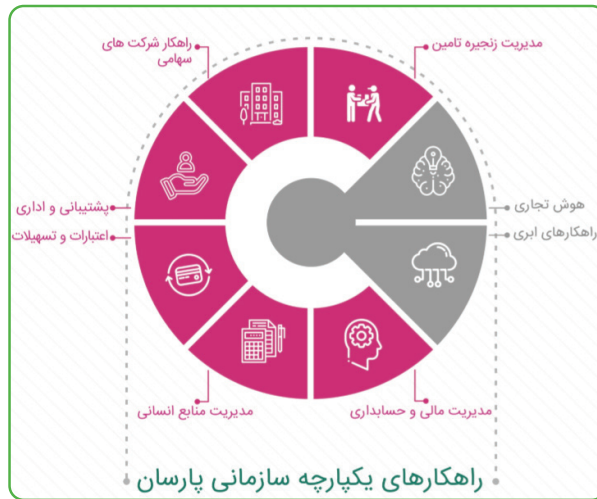 مدیریت زنجیره تامین
راهکار شرکت های
سهامی
هوش تجاری
پشتیبانی و اداری
راهکارهای ابری
اعتبارات و تسهیلات
مدیریت مالی و حسابداری
مدیریت منابع انسانی
راهکارهای یکپارچه سازمانی پارسان